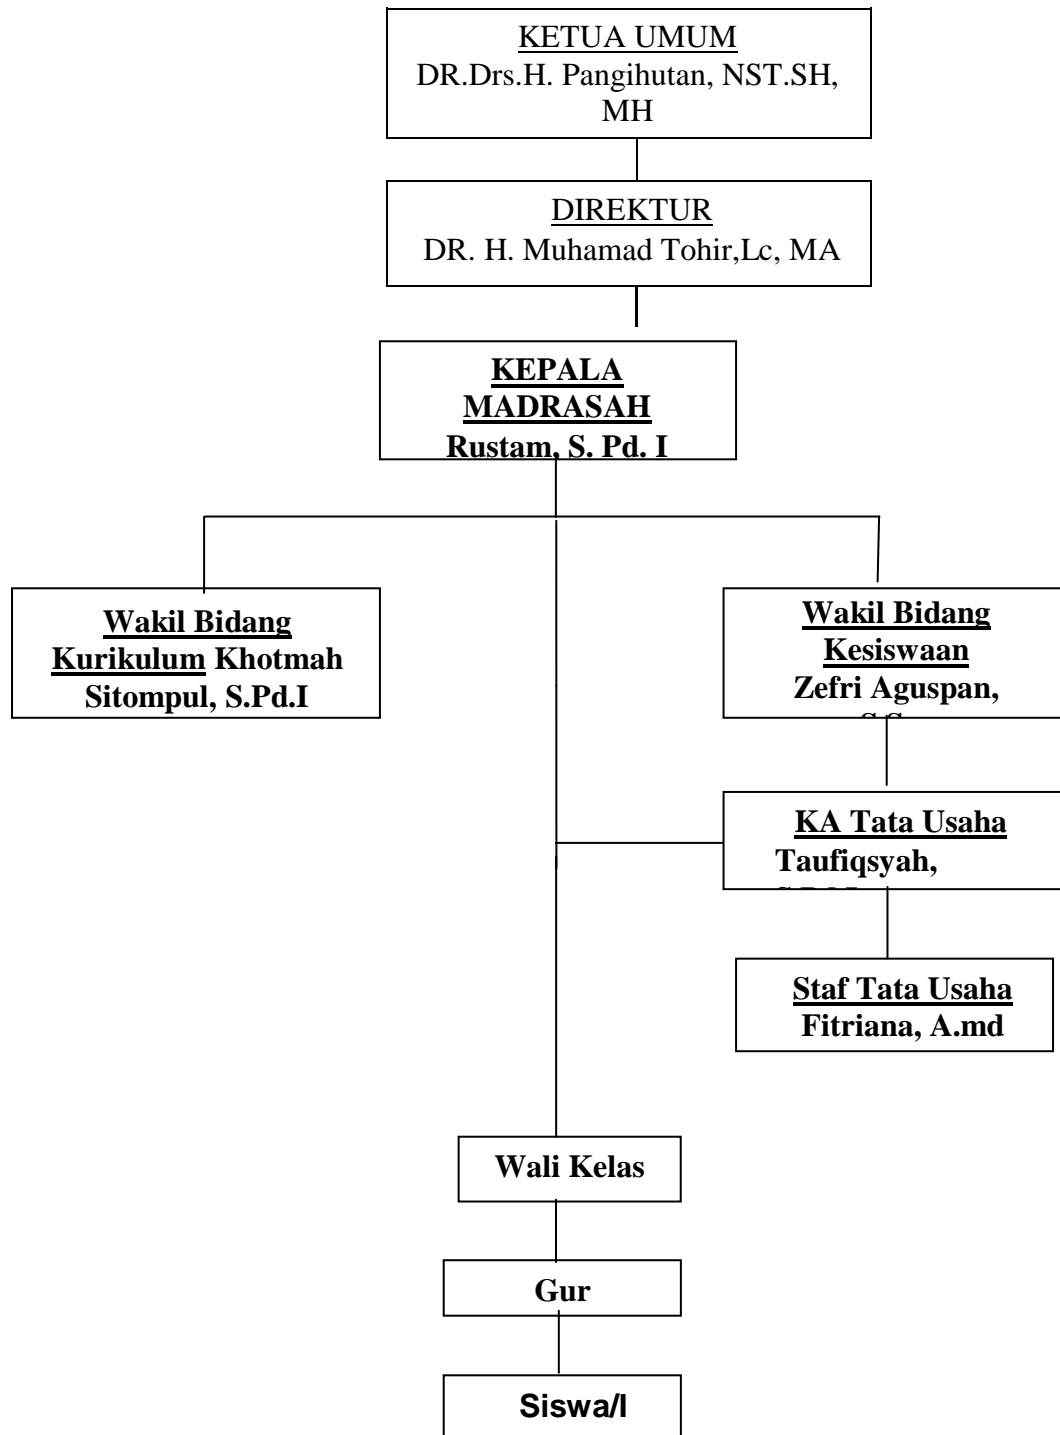 KETUA UMUM
DR.Drs.H. Pangihutan, NST.SH,
MH
DIREKTUR
DR. H. Muhamad Tohir,Lc, MA
KEPALA
MADRASAH
Rustam, S. Pd. I
Wakil Bidang
Kurikulum Khotmah
Sitompul, S.Pd.I
Wakil Bidang
Kesiswaan
Zefri Aguspan,
KA Tata Usaha
Taufiqsyah,
Staf Tata Usaha
Fitriana, A.md
Wali Kelas
Gur
Siswa/I